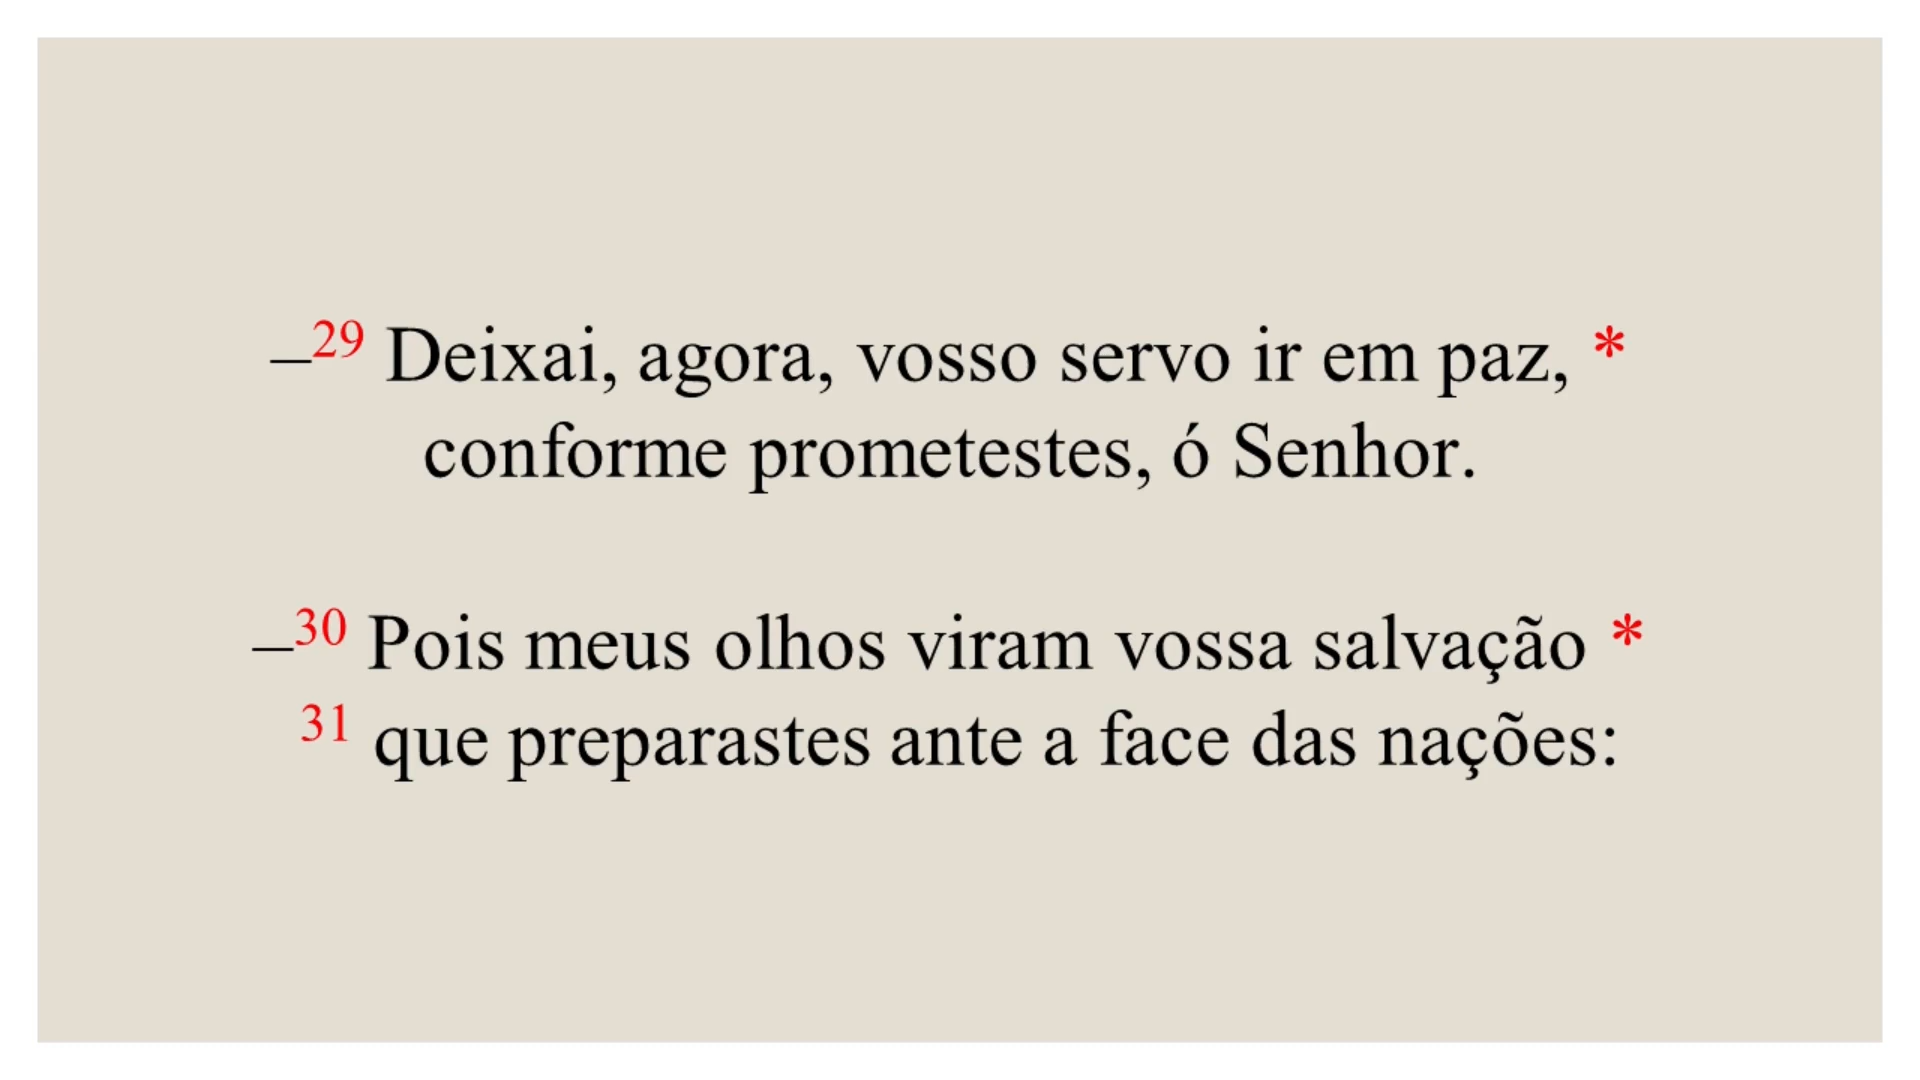 –29 Deixai, agora, vosso servo ir em paz, *
conforme prometestes, ó Senhor.
–30 Pois meus olhos viram vossa salvação *
31 que preparastes ante a face das nações: